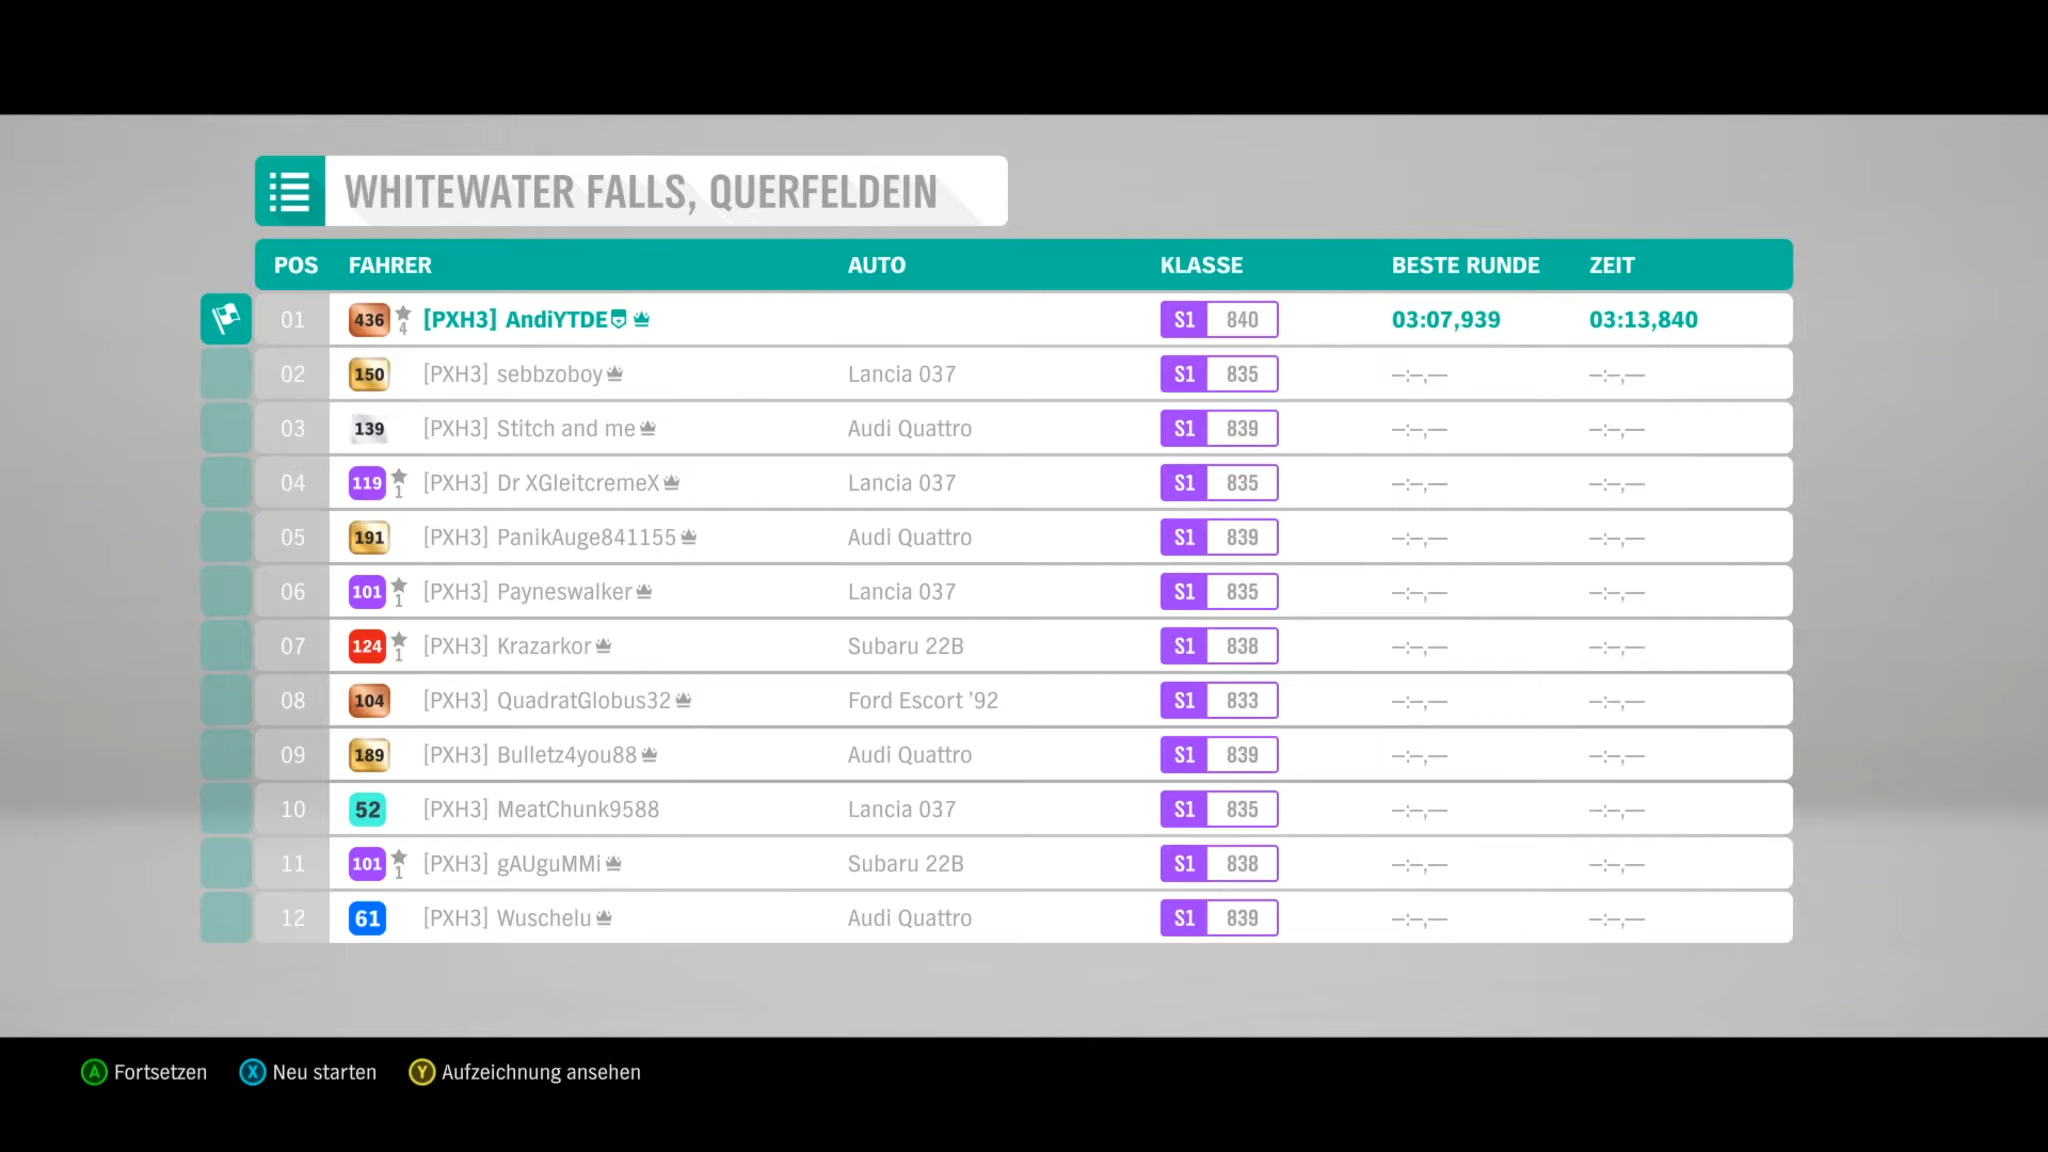 WHITEWATER FALLS, QUERFELDEIN
POS FAHRER AUTO KLASSE BESTE RUNDE ZEIT
01 436 4 [PXH3] AndiYTDE S1 840 03:07,939 03:13,840
02 150 [PXH3] sebbzoboy Lancia 037 S1 835 --:--,---
03 139 [PXH3] Stitch and me Audi Quattro S1 839 --:--,---
04 119 1 [PXH3] Dr XGleitcremeX Lancia 037 S1 835 --:--,---
05 191 [PXH3] PanikAuge841155 Audi Quattro S1 839 --:--,---
06 101 1 [PXH3] Payneswalker Lancia 037 S1 835 --:--,---
07 124 1 [PXH3] Krazarkor Subaru 22B S1 838 --:--,---
08 104 [PXH3] QuadratGlobus32 Ford Escort ’92 S1 833 --:--,---
09 189 [PXH3] Bulletz4you88 Audi Quattro S1 839 --:--,---
10 52 [PXH3] MeatChunk9588 Lancia 037 S1 835 --:--,---
11 101 1 [PXH3] gAUguMMi Subaru 22B S1 838 --:--,---
12 61 [PXH3] Wuschelu Audi Quattro S1 839 --:--,---
A Fortsetzen X Neu starten Y Aufzeichnung ansehen